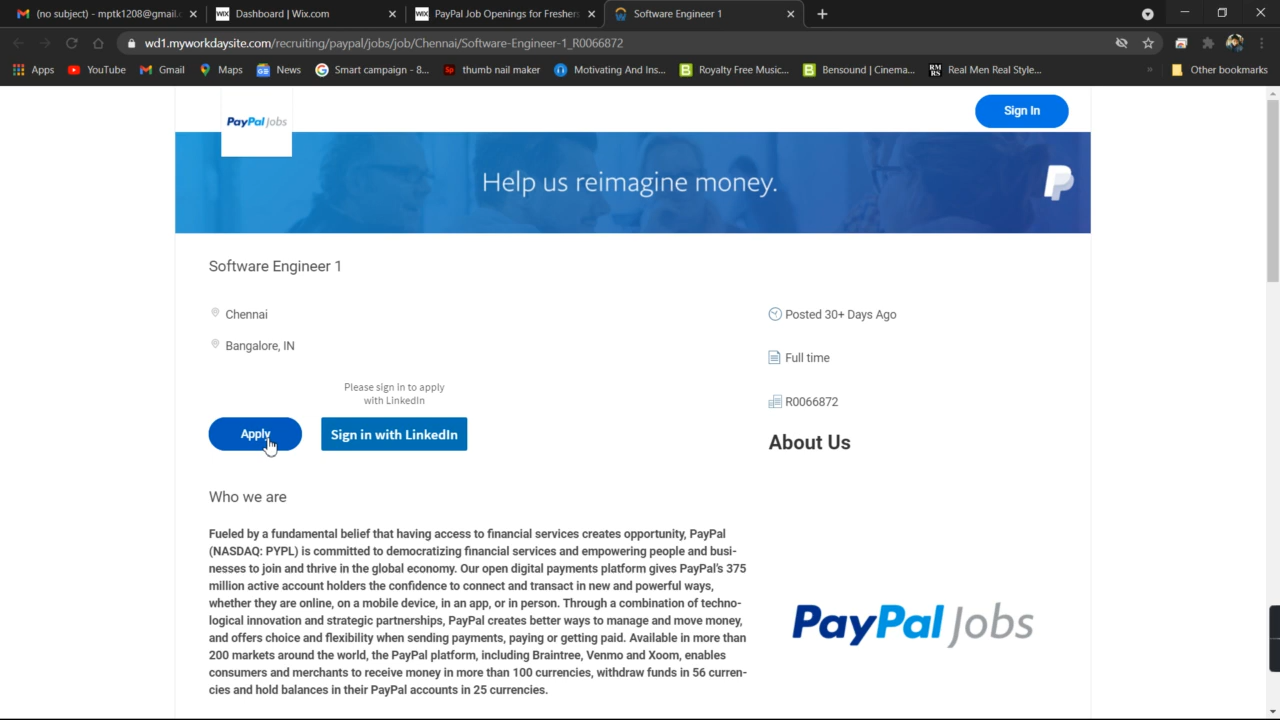 (no subject) - mptk1208@gmail.c
Dashboard | Wix.com
PayPal Job Openings for Freshers
Software Engineer 1
wd1.myworkdaysite.com/recruiting/paypal/jobs/job/Chennai/Software-Engineer-1_R0066872
Apps
YouTube
Gmail
Maps
News
Smart campaign - 8...
thumb nail maker
Motivating And Ins...
Royalty Free Music...
Bensound | Cinema...
Real Men Real Style...
Other bookmarks
PayPal Jobs
Sign In
Help us reimagine money.
Software Engineer 1
Chennai
Bangalore, IN
Posted 30+ Days Ago
Full time
R0066872
Please sign in to apply
with LinkedIn
Apply
Sign in with LinkedIn
About Us
Who we are
Fueled by a fundamental belief that having access to financial services creates opportunity, PayPal
(NASDAQ: PYPL) is committed to democratizing financial services and empowering people and busi-
nesses to join and thrive in the global economy. Our open digital payments platform gives PayPal's 375
million active account holders the confidence to connect and transact in new and powerful ways,
whether they are online, on a mobile device, in an app, or in person. Through a combination of techno-
logical innovation and strategic partnerships, PayPal creates better ways to manage and move money,
and offers choice and flexibility when sending payments, paying or getting paid. Available in more than
200 markets around the world, the PayPal platform, including Braintree, Venmo and Xoom, enables
consumers and merchants to receive money in more than 100 currencies, withdraw funds in 56 curren-
cies and hold balances in their PayPal accounts in 25 currencies.
PayPal Jobs